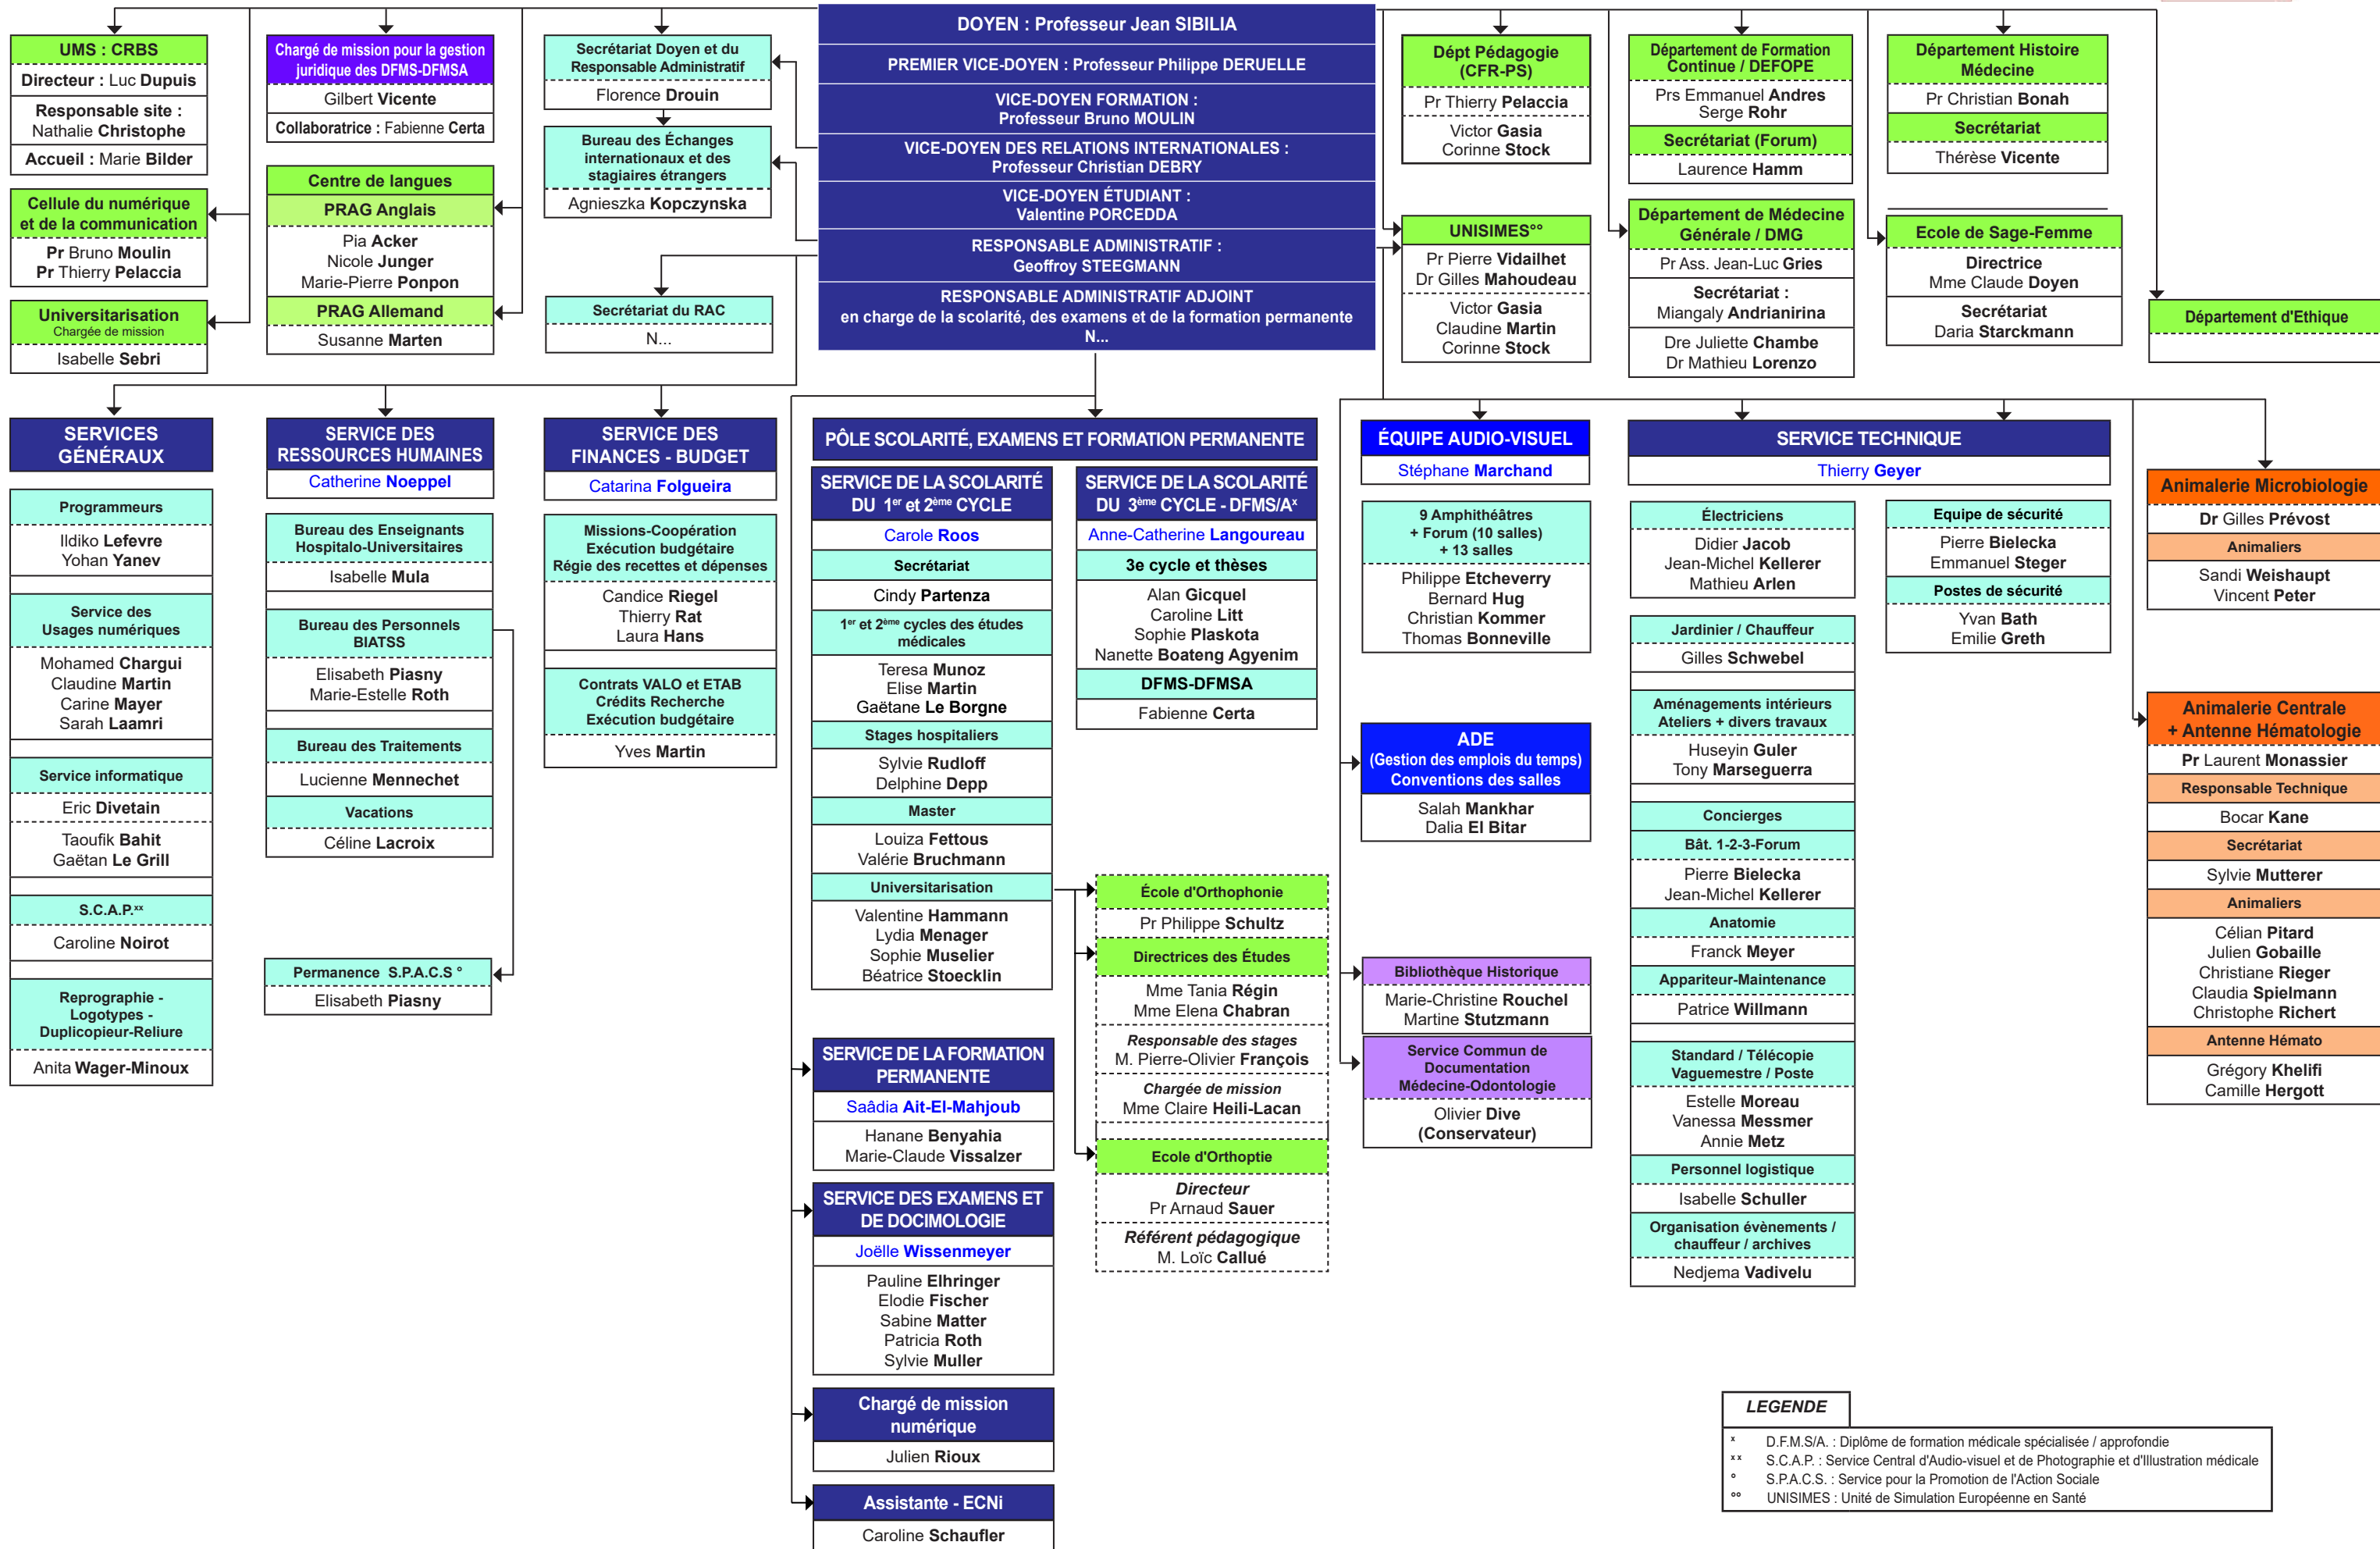 DOYEN : Professeur Jean SIBILIA
PREMIER VICE-DOYEN : Professeur Philippe DERUELLE
VICE-DOYEN FORMATION :
Professeur Bruno MOULIN
VICE-DOYEN DES RELATIONS INTERNATIONALES :
Professeur Christian DEBRY
VICE-DOYEN ÉTUDIANT :
Valentine PORCEDDA
RESPONSABLE ADMINISTRATIF :
Geoffroy STEEGMANN
RESPONSABLE ADMINISTRATIF ADJOINT
en charge de la scolarité, des examens et de la formation permanente
N...
UMS : CRBS
Directeur : Luc Dupuis
Responsable site :
Nathalie Christophe
Accueil : Marie Bilder
Cellule du numérique
et de la communication
Pr Bruno Moulin
Pr Thierry Pelaccia
Universitarisation
Chargée de mission
Isabelle Sebri
Chargé de mission pour la gestion
juridique des DFMS-DFMSA
Gilbert Vicente
Collaboratrice : Fabienne Certa
Centre de langues
PRAG Anglais
Pia Acker
Nicole Junger
Marie-Pierre Ponpon
PRAG Allemand
Susanne Marten
Secrétariat Doyen et du
Responsable Administratif
Florence Drouin
Bureau des Échanges
internationaux et des
stagiaires étrangers
Agnieszka Kopczynska
Secrétariat du RAC
N...
Dépt Pédagogie
(CFR-PS)
Pr Thierry Pelaccia
Victor Gasia
Corinne Stock
UNISIMES°°
Pr Pierre Vidailhet
Dr Gilles Mahoudeau
Victor Gasia
Claudine Martin
Corinne Stock
Département de Formation
Continue / DEFOPE
Prs Emmanuel Andres
Serge Rohr
Secrétariat (Forum)
Laurence Hamm
Département de Médecine
Générale / DMG
Pr Ass. Jean-Luc Gries
Secrétariat :
Miangaly Andrianirina
Dre Juliette Chambe
Dr Mathieu Lorenzo
Département Histoire
Médecine
Pr Christian Bonah
Secrétariat
Thérèse Vicente
Ecole de Sage-Femme
Directrice
Mme Claude Doyen
Secrétariat
Daria Starckmann
Département d'Ethique
SERVICES
GÉNÉRAUX
Programmeurs
Ildiko Lefevre
Yohan Yanev
Service des
Usages numériques
Mohamed Chargui
Claudine Martin
Carine Mayer
Sarah Laamri
Service informatique
Eric Divetain
Taoufik Bahit
Gaëtan Le Grill
S.C.A.P.xx
Caroline Noirot
Reprographie -
Logotypes -
Duplicopieur-Reliure
Anita Wager-Minoux
SERVICE DES
RESSOURCES HUMAINES
Catherine Noeppel
Bureau des Enseignants
Hospitalo-Universitaires
Isabelle Mula
Bureau des Personnels
BIATSS
Elisabeth Piasny
Marie-Estelle Roth
Bureau des Traitements
Lucienne Mennechet
Vacations
Céline Lacroix
Permanence S.P.A.C.S °
Elisabeth Piasny
SERVICE DES
FINANCES - BUDGET
Catarina Folgueira
Missions-Coopération
Exécution budgétaire
Régie des recettes et dépenses
Candice Riegel
Thierry Rat
Laura Hans
Contrats VALO et ETAB
Crédits Recherche
Exécution budgétaire
Yves Martin
PÔLE SCOLARITÉ, EXAMENS ET FORMATION PERMANENTE
SERVICE DE LA SCOLARITÉ
DU 1er et 2ème CYCLE
Carole Roos
Secrétariat
Cindy Partenza
1er et 2ème cycles des études
médicales
Teresa Munoz
Elise Martin
Gaëtane Le Borgne
Stages hospitaliers
Sylvie Rudloff
Delphine Depp
Master
Louiza Fettous
Valérie Bruchmann
Universitarisation
Valentine Hammann
Lydia Menager
Sophie Muselier
Béatrice Stoecklin
SERVICE DE LA SCOLARITÉ
DU 3ème CYCLE - DFMS/Ax
Anne-Catherine Langoureau
3e cycle et thèses
Alan Gicquel
Caroline Litt
Sophie Plaskota
Nanette Boateng Agyenim
DFMS-DFMSA
Fabienne Certa
École d'Orthophonie
Pr Philippe Schultz
Directrices des Études
Mme Tania Régin
Mme Elena Chabran
Responsable des stages
M. Pierre-Olivier François
Chargée de mission
Mme Claire Heili-Lacan
Ecole d'Orthoptie
Directeur
Pr Arnaud Sauer
Référent pédagogique
M. Loïc Callué
SERVICE DE LA FORMATION
PERMANENTE
Saâdia Ait-El-Mahjoub
Hanane Benyahia
Marie-Claude Vissalzer
SERVICE DES EXAMENS ET
DE DOCIMOLOGIE
Joëlle Wissenmeyer
Pauline Elhringer
Elodie Fischer
Sabine Matter
Patricia Roth
Sylvie Muller
Chargé de mission
numérique
Julien Rioux
Assistante - ECNi
Caroline Schaufler
ÉQUIPE AUDIO-VISUEL
Stéphane Marchand
9 Amphithéâtres
+ Forum (10 salles)
+ 13 salles
Philippe Etcheverry
Bernard Hug
Christian Kommer
Thomas Bonneville
ADE
(Gestion des emplois du temps)
Conventions des salles
Salah Mankhar
Dalia El Bitar
Bibliothèque Historique
Marie-Christine Rouchel
Martine Stutzmann
Service Commun de
Documentation
Médecine-Odontologie
Olivier Dive
(Conservateur)
SERVICE TECHNIQUE
Thierry Geyer
Électriciens
Didier Jacob
Jean-Michel Kellerer
Mathieu Arlen
Jardinier / Chauffeur
Gilles Schwebel
Aménagements intérieurs
Ateliers + divers travaux
Huseyin Guler
Tony Marseguerra
Concierges
Bât. 1-2-3-Forum
Pierre Bielecka
Jean-Michel Kellerer
Anatomie
Franck Meyer
Appariteur-Maintenance
Patrice Willmann
Standard / Télécopie
Vaguemestre / Poste
Estelle Moreau
Vanessa Messmer
Annie Metz
Personnel logistique
Isabelle Schuller
Organisation évènements /
chauffeur / archives
Nedjema Vadivelu
Equipe de sécurité
Pierre Bielecka
Emmanuel Steger
Postes de sécurité
Yvan Bath
Emilie Greth
Animalerie Microbiologie
Dr Gilles Prévost
Animaliers
Sandi Weishaupt
Vincent Peter
Animalerie Centrale
+ Antenne Hématologie
Pr Laurent Monassier
Responsable Technique
Bocar Kane
Secrétariat
Sylvie Mutterer
Animaliers
Célian Pitard
Julien Gobaille
Christiane Rieger
Claudia Spielmann
Christophe Richert
Antenne Hémato
Grégory Khelifi
Camille Hergott
LEGENDE
x D.F.M.S/A. : Diplôme de formation médicale spécialisée / approfondie
xx S.C.A.P. : Service Central d'Audio-visuel et de Photographie et d'Illustration médicale
° S.P.A.C.S. : Service pour la Promotion de l'Action Sociale
°° UNISIMES : Unité de Simulation Européenne en Santé